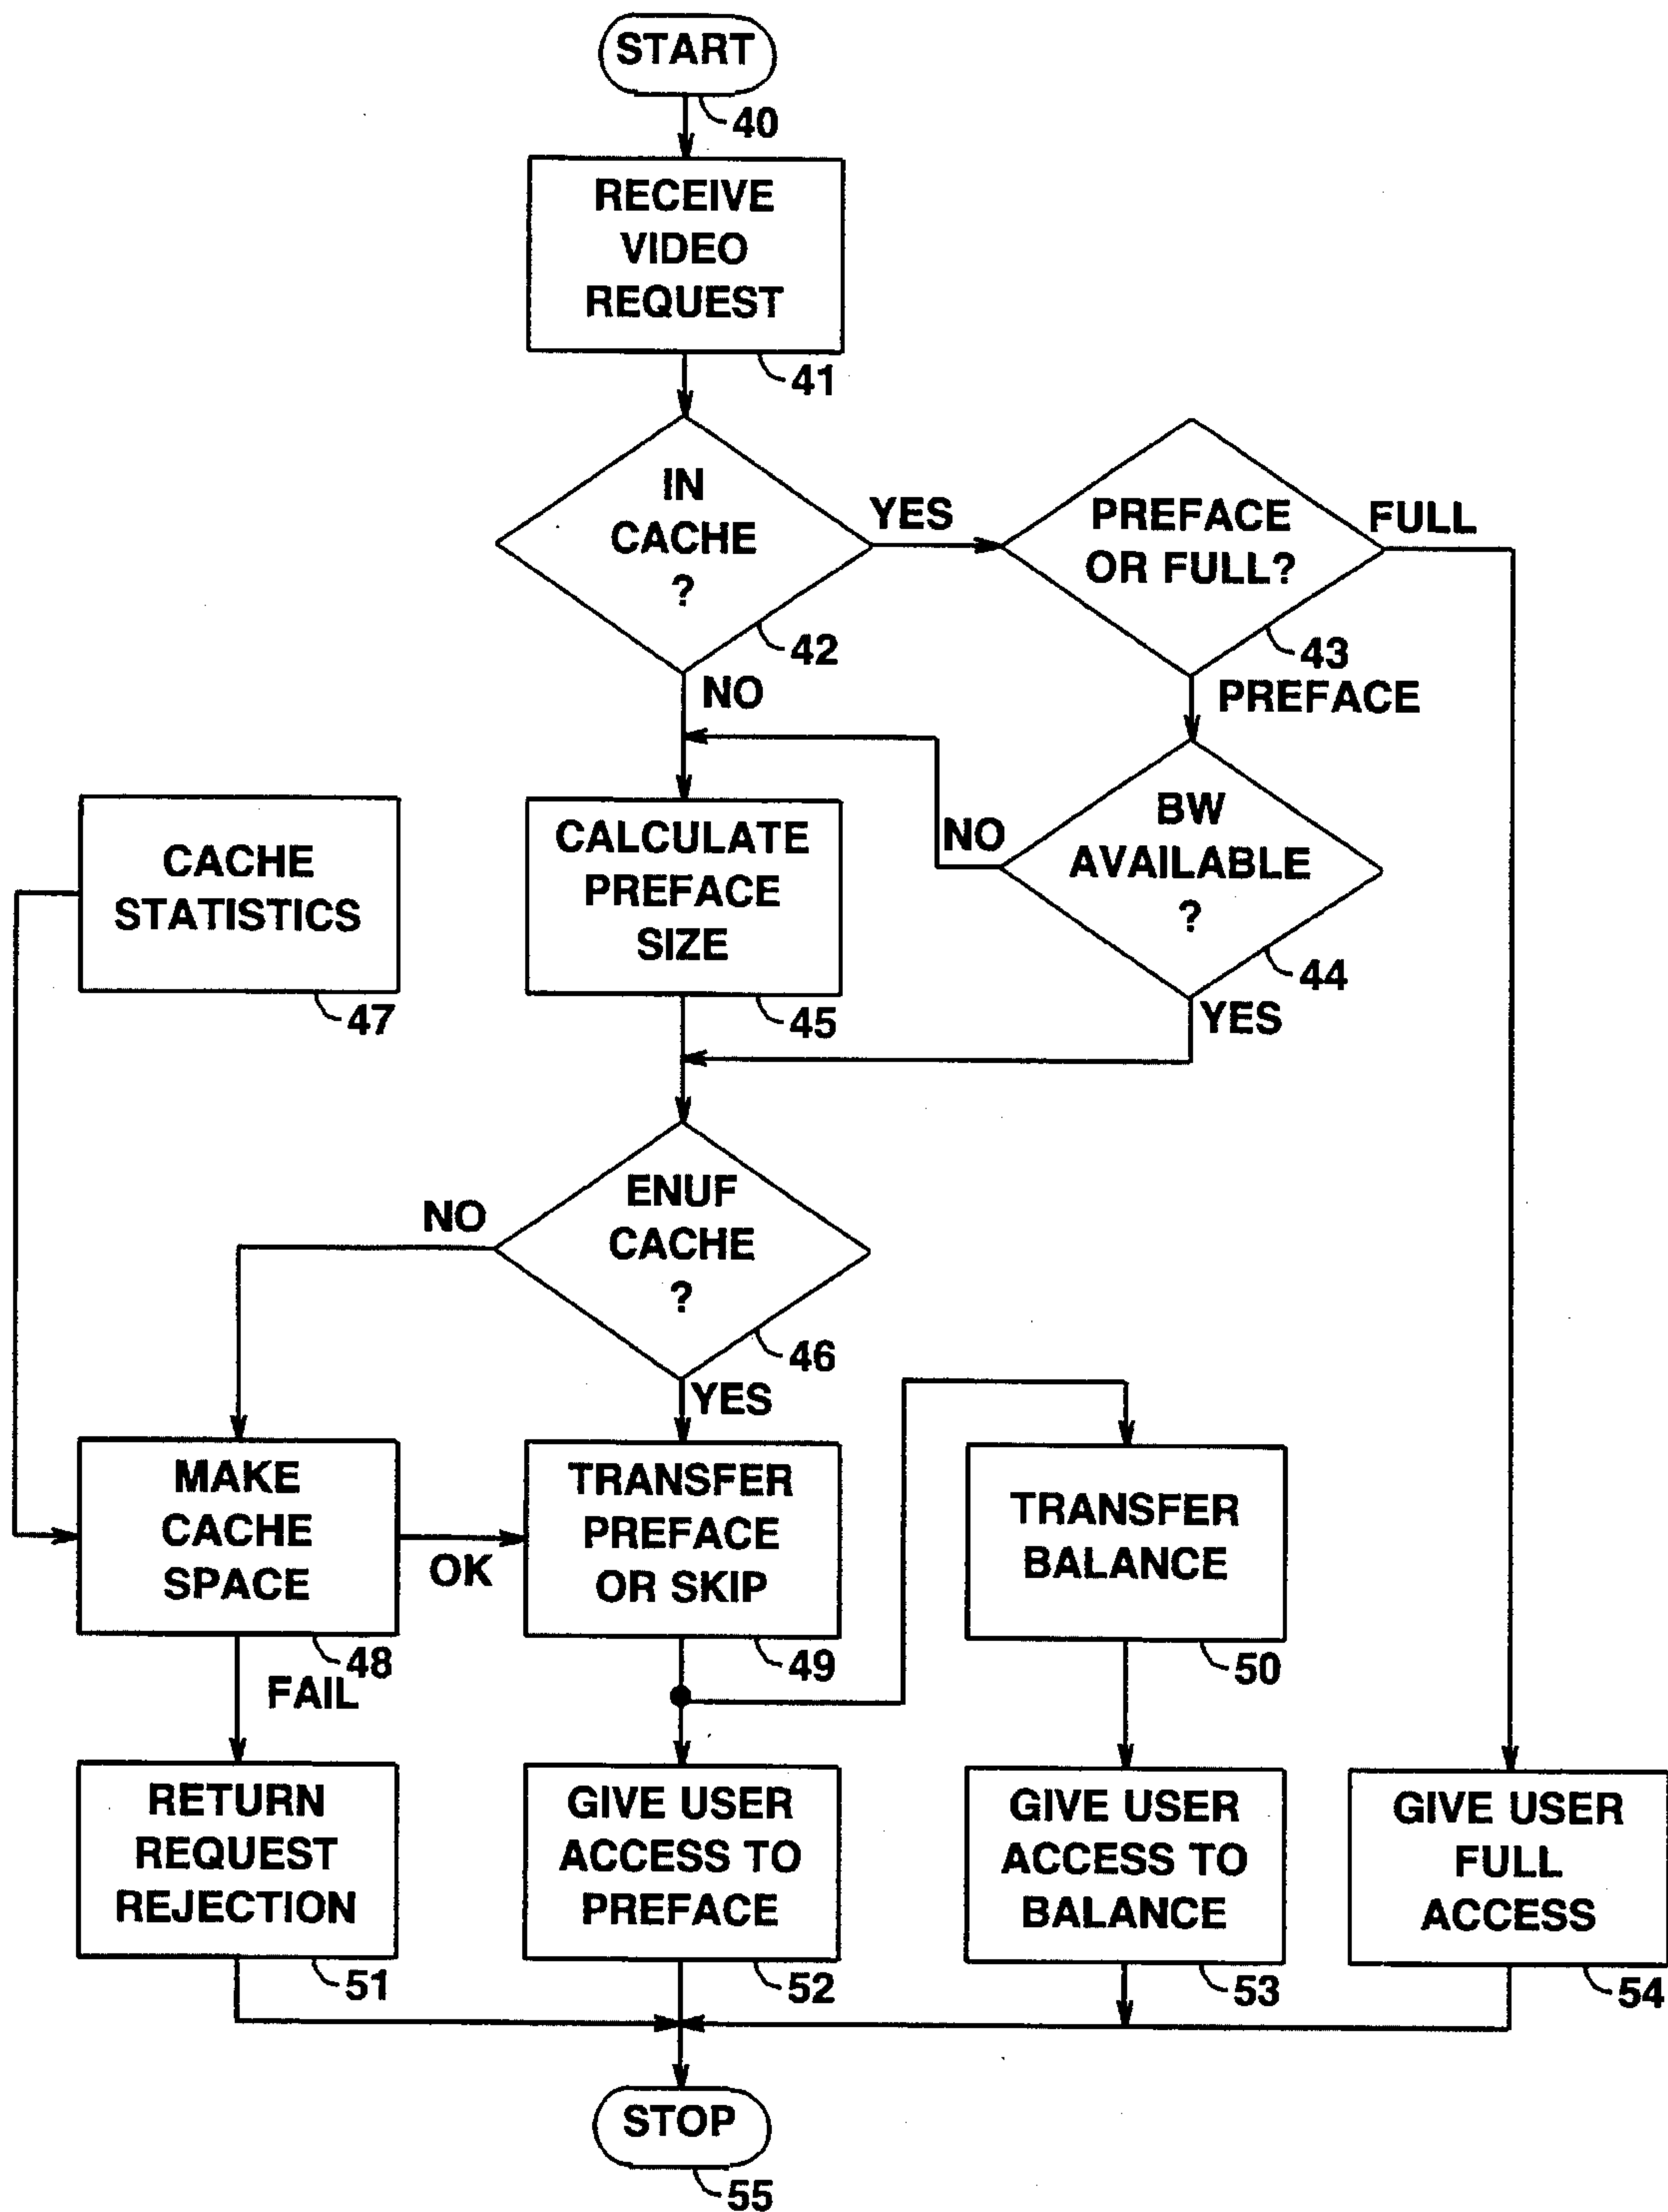 START
40
RECEIVE
VIDEO
REQUEST
41
IN
CACHE
?
42
YES
NO
PREFACE
OR FULL?
43
FULL
PREFACE
BW
AVAILABLE
?
44
NO
YES
CACHE
STATISTICS
47
CALCULATE
PREFACE
SIZE
45
ENUF
CACHE
?
46
NO
YES
MAKE
CACHE
SPACE
48
OK
FAIL
TRANSFER
PREFACE
OR SKIP
49
TRANSFER
BALANCE
50
RETURN
REQUEST
REJECTION
51
GIVE USER
ACCESS TO
PREFACE
52
GIVE USER
ACCESS TO
BALANCE
53
GIVE USER
FULL
ACCESS
54
STOP
55